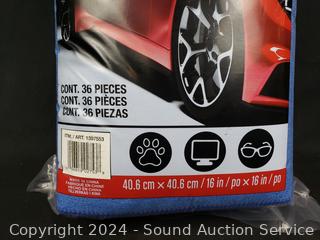 CONT. 36 PIECES
CONT. 36 PIÈCES
CONT. 36 PIEZAS
ITM. / ART. 1397553
MADE IN CHINA
FABRIQUÉ EN CHINE
HECHO EN CHINA
40.6 cm × 40.6 cm / 16 in / po × 16 in / po
Copyright 2024 - Sound Auction Service